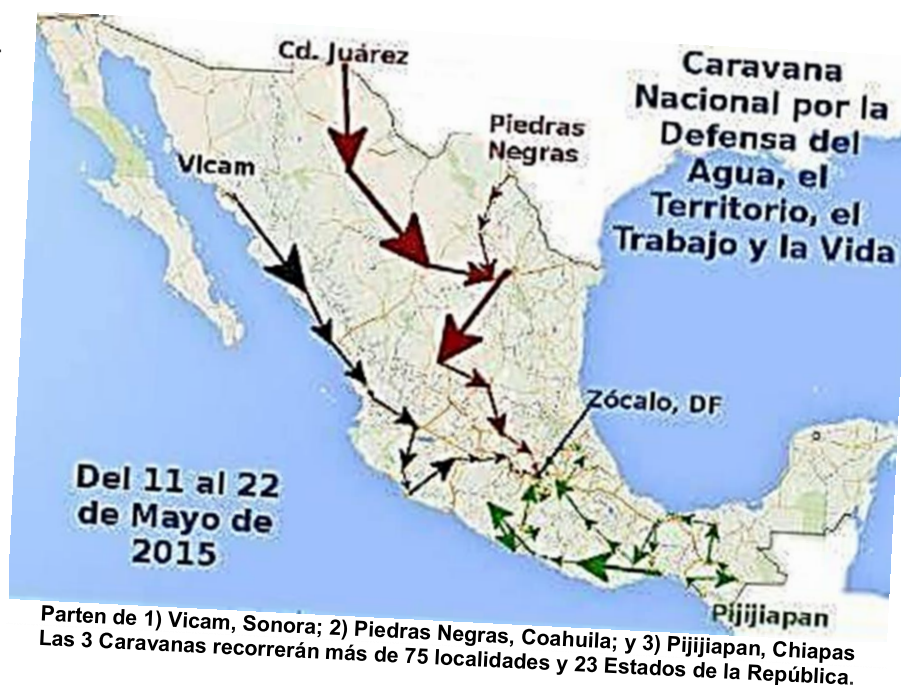 Cd. Juárez
Caravana
Nacional por la
Defensa del
Agua, el
Territorio, el
Trabajo y la Vida
Piedras
Negras
VIcam
Zócalo, DF
Del 11 al 22
de Mayo de
2015
Pijijiapan
Parten de 1) Vicam, Sonora; 2) Piedras Negras, Coahuila; y 3) Pijijiapan, Chiapas
Las 3 Caravanas recorrerán más de 75 localidades y 23 Estados de la República.